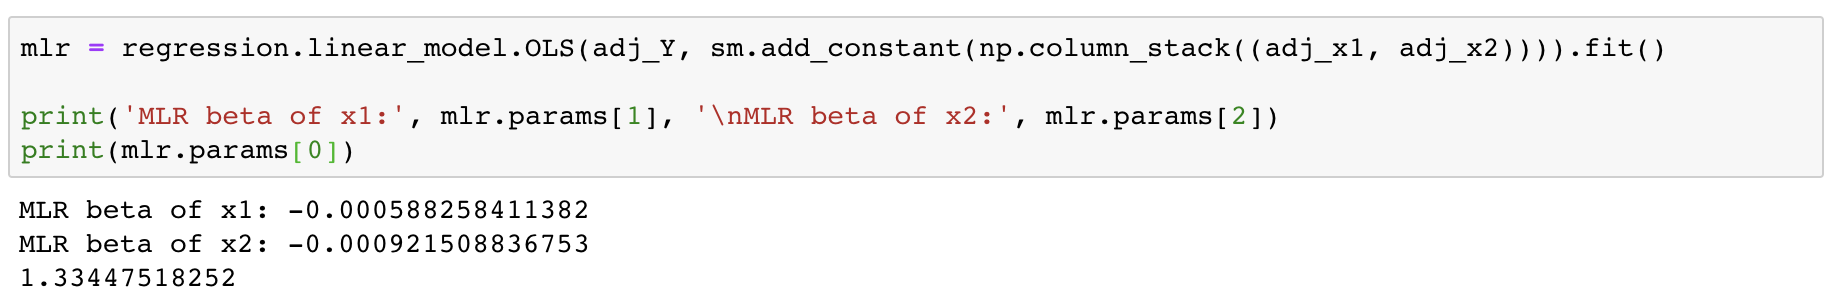 mlr = regression.linear_model.OLS(adj_Y, sm.add_constant(np.column_stack((adj_x1, adj_x2)))).fit()
print('MLR beta of x1:', mlr.params[1], '\nMLR beta of x2:', mlr.params[2])
print(mlr.params[0])
MLR beta of x1: -0.000588258411382
MLR beta of x2: -0.000921508836753
1.33447518252